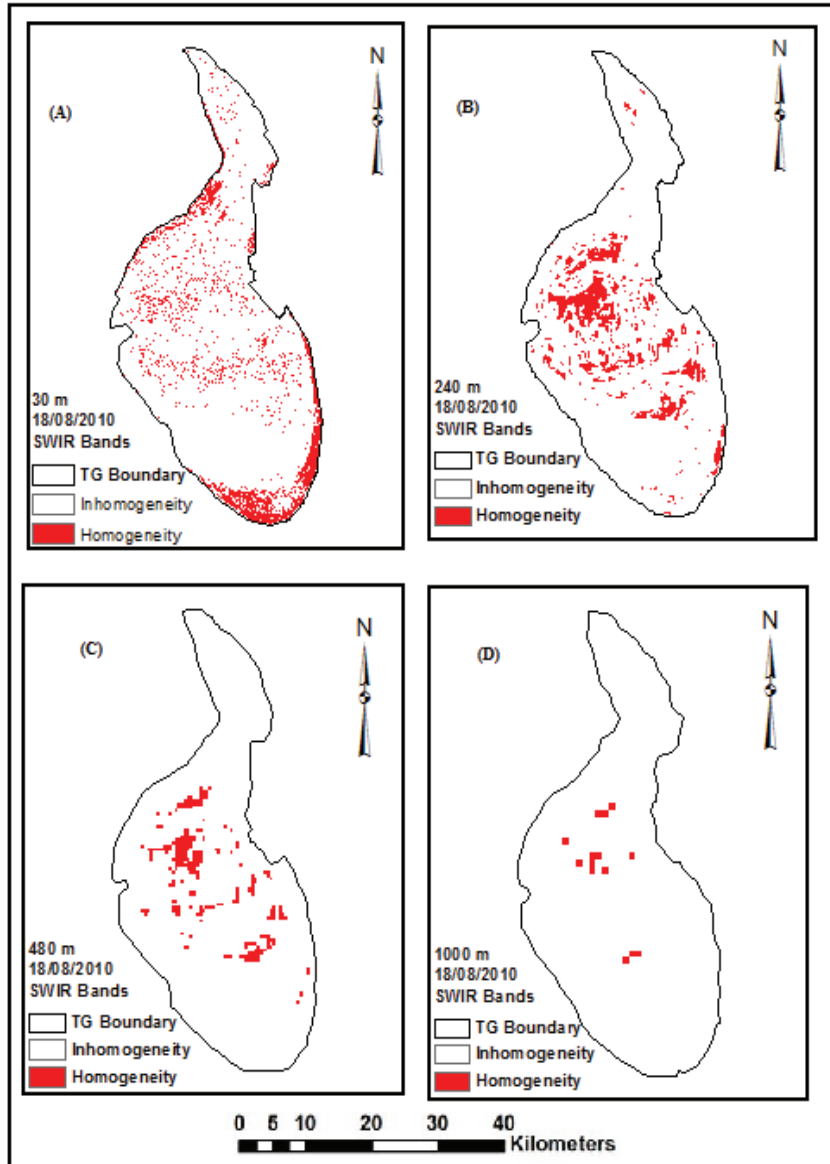 N
(A)
30 m
18/08/2010
SWIR Bands
TG Boundary
Inhomogeneity
Homogeneity
N
(B)
240 m
18/08/2010
SWIR Bands
TG Boundary
Inhomogeneity
Homogeneity
N
(C)
480 m
18/08/2010
SWIR Bands
TG Boundary
Inhomogeneity
Homogeneity
N
(D)
1000 m
18/08/2010
SWIR Bands
TG Boundary
Inhomogeneity
Homogeneity
0 5 10 20 30 40
Kilometers